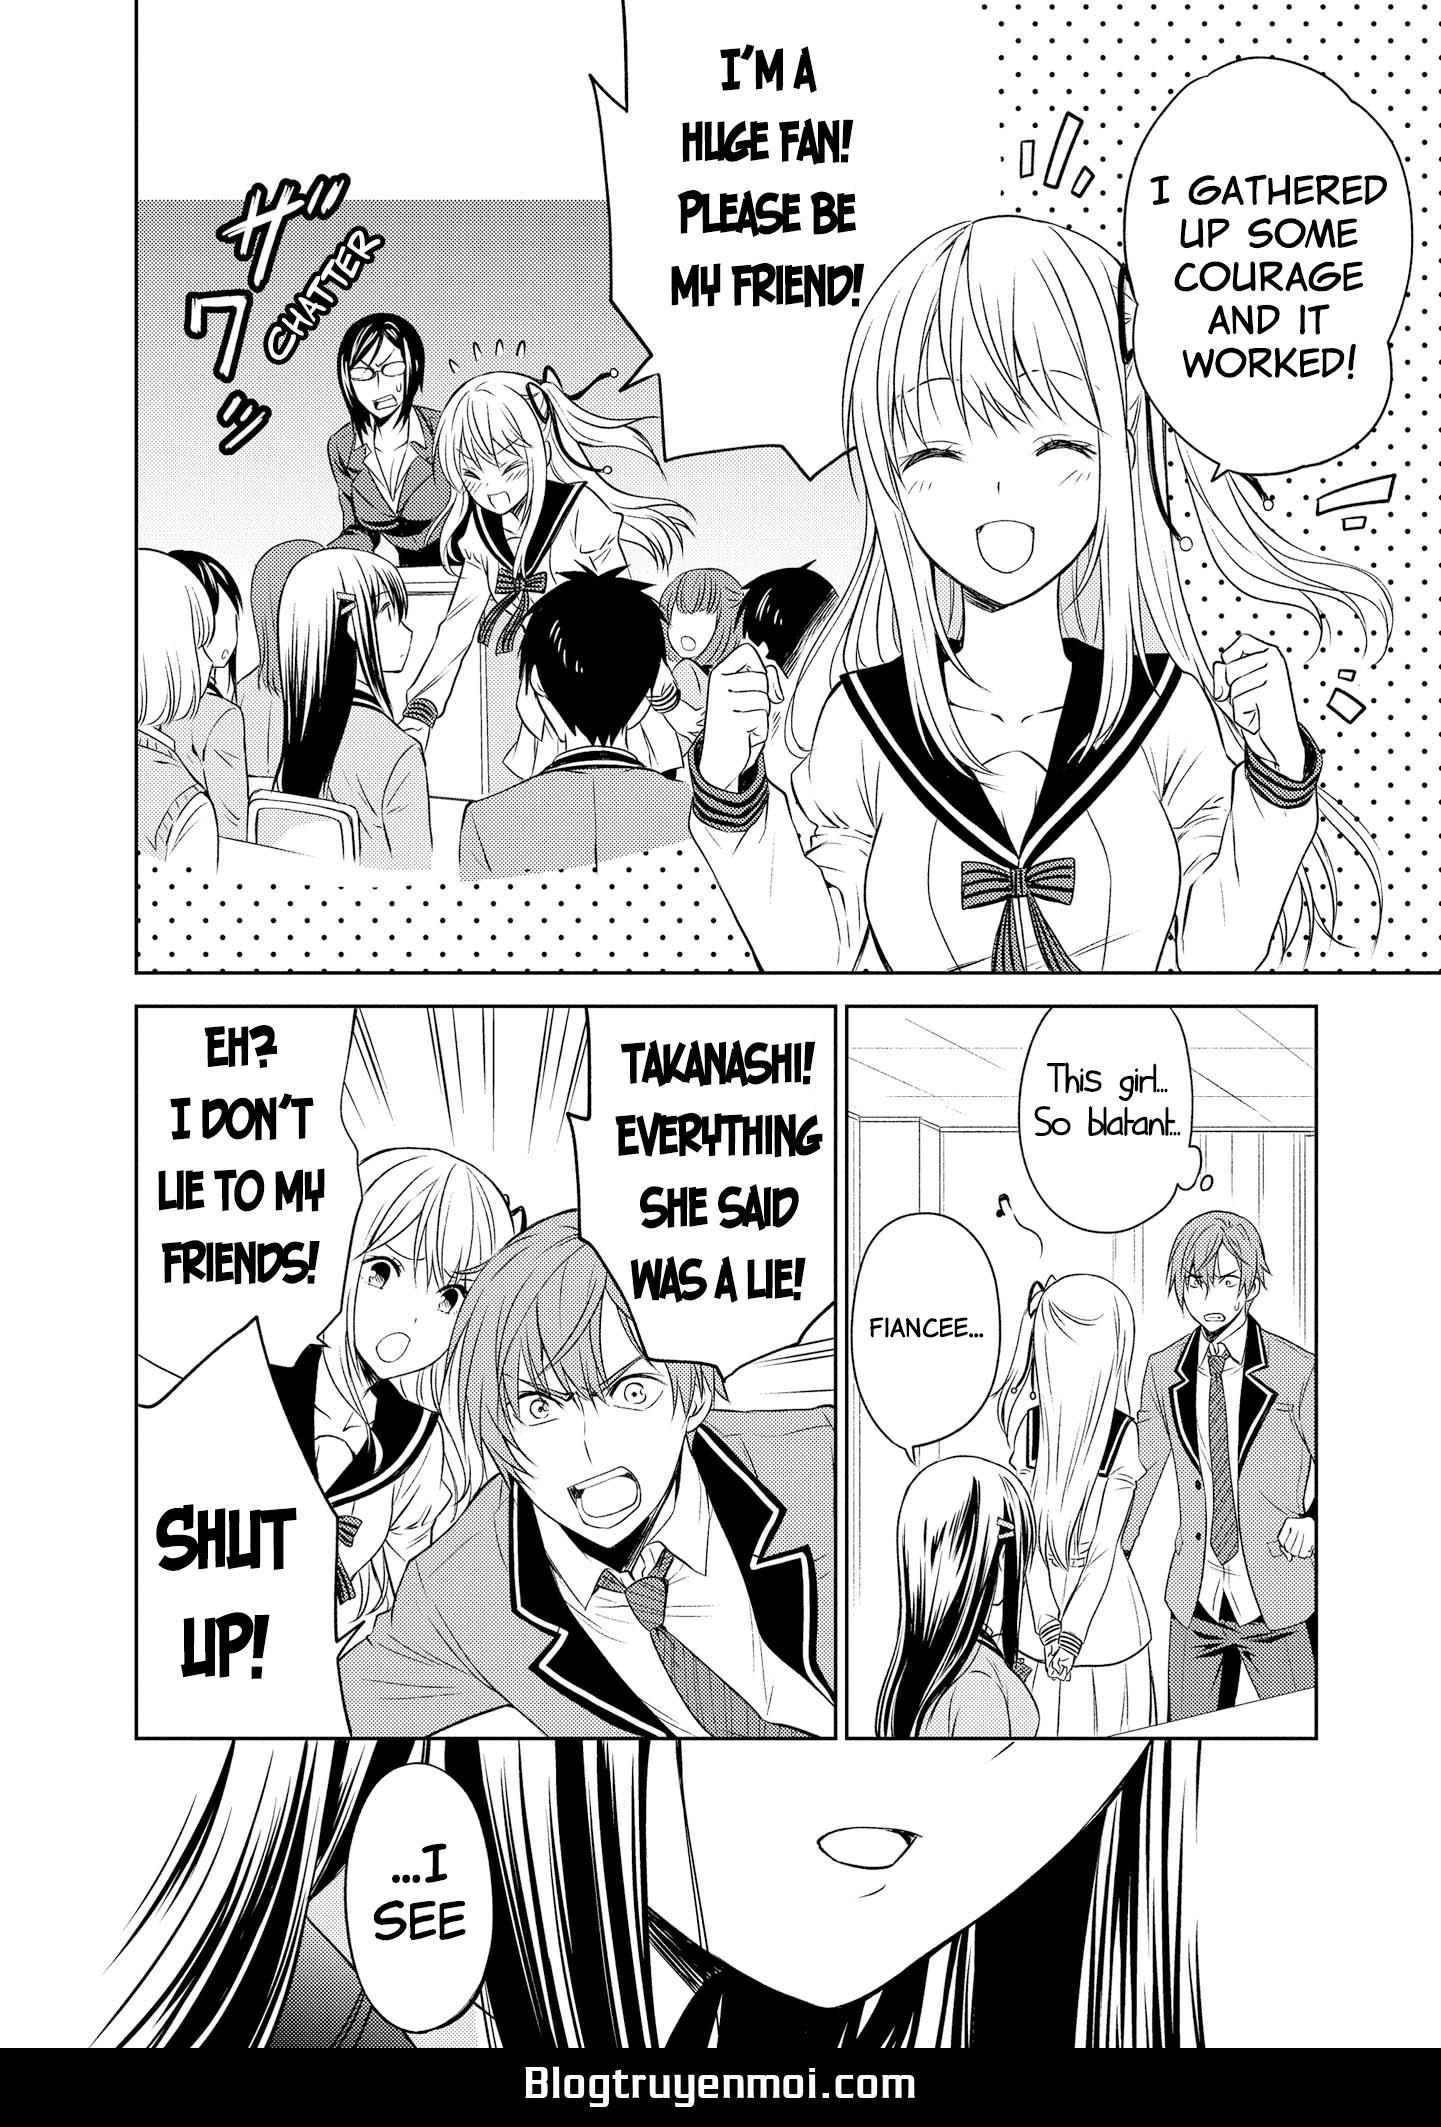 I GATHERED
UP SOME
COURAGE
AND IT
WORKED!
I'M A
HUGE FAN!
PLEASE BE
MY FRIEND!
ザワッ
CHATTER
This girl...
So blatant...
FIANCEE...
TAKANASHI!
EVERYTHING
SHE SAID
WAS A LIE!
EH?
I DON'T
LIE TO MY
FRIENDS!
SHUT
UP!
...I
SEE
Blogtruyenmoi.com